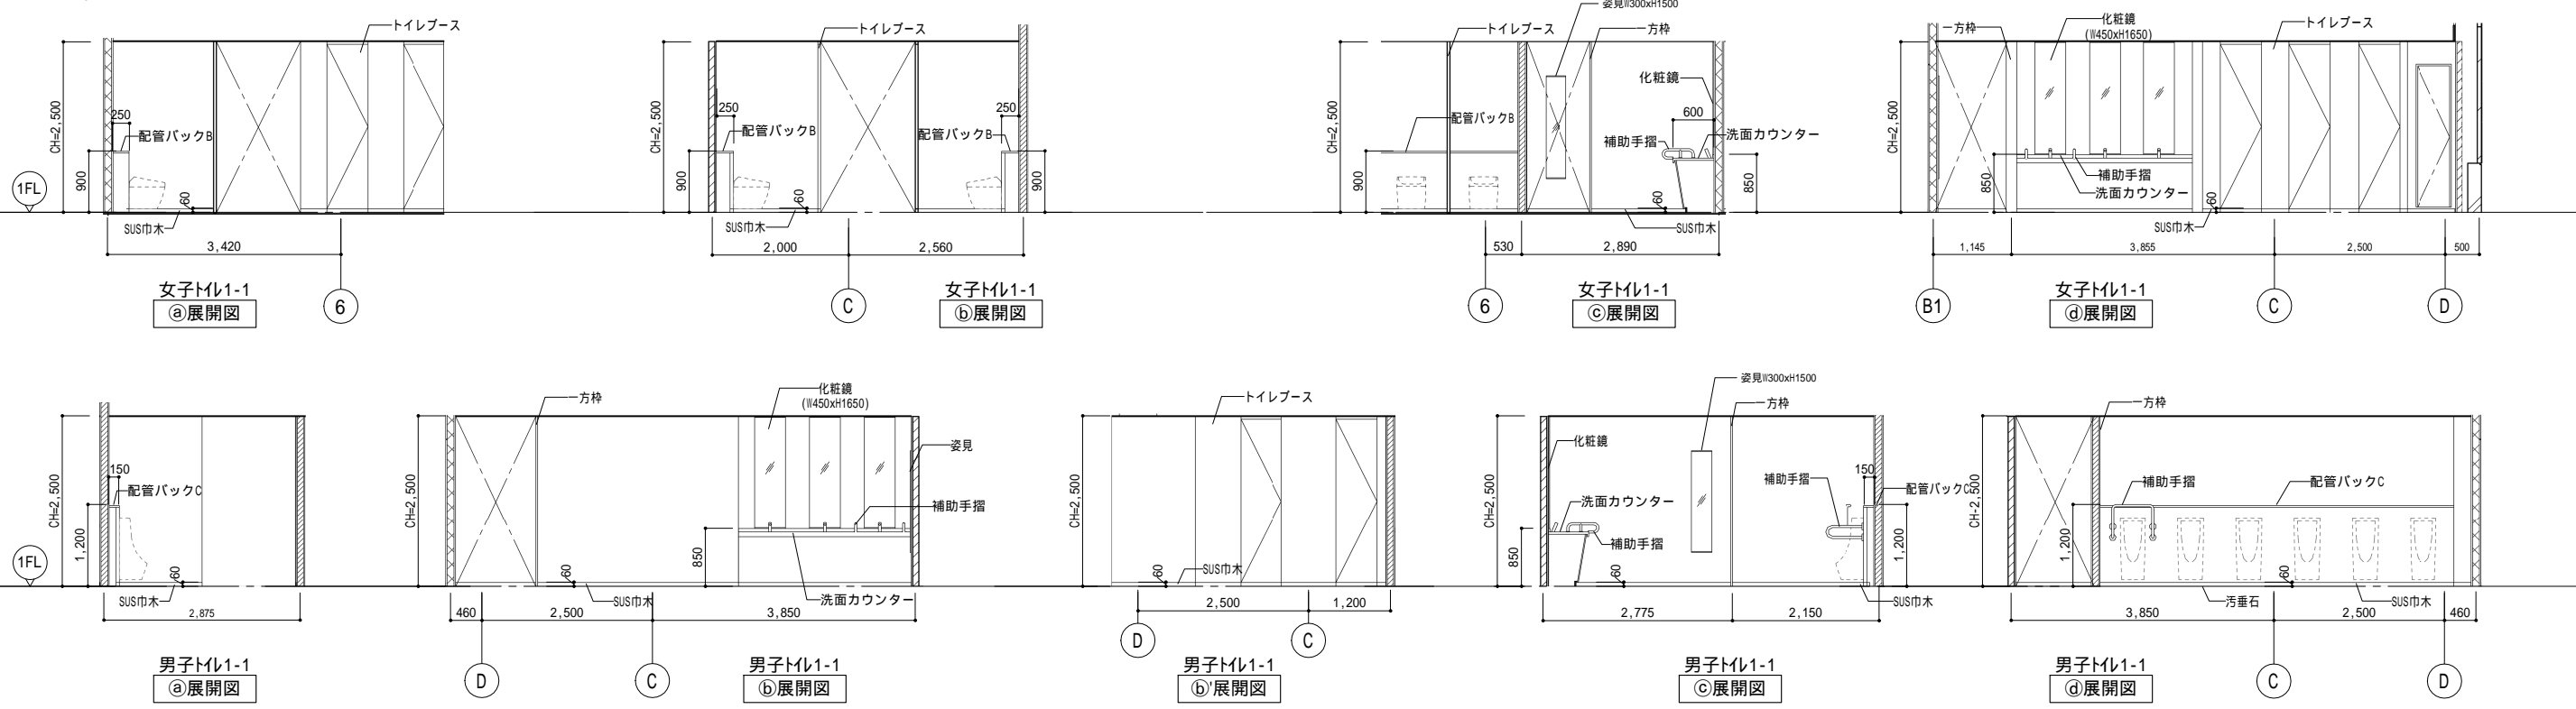 トイレブース
CH=2,500
250
配管バックB
900
60
1FL
SUS巾木
3,420
女子トイレ1-1
ⓐ展開図
6
トイレブース
CH=2,500
250
250
配管バックB
配管バックB
900
900
60
SUS巾木
2,000
2,560
C
女子トイレ1-1
ⓑ展開図
姿見W300xH1500
トイレブース
一方枠
CH=2,500
化粧鏡
600
配管バックB
補助手摺
洗面カウンター
900
850
60
SUS巾木
530
2,890
6
女子トイレ1-1
ⓒ展開図
一方枠
化粧鏡
(W450xH1650)
トイレブース
CH=2,500
850
補助手摺
洗面カウンター
60
SUS巾木
1,145
3,855
2,500
500
B1
女子トイレ1-1
ⓓ展開図
C
D
CH=2,500
150
配管バックC
1,200
60
1FL
SUS巾木
2,875
男子トイレ1-1
ⓐ展開図
一方枠
化粧鏡
(W450xH1650)
姿見
CH=2,500
補助手摺
850
60
SUS巾木
洗面カウンター
460
2,500
3,850
D
C
男子トイレ1-1
ⓑ展開図
トイレブース
CH=2,500
60
SUS巾木
2,500
1,200
D
C
男子トイレ1-1
ⓑ'展開図
姿見W300xH1500
一方枠
化粧鏡
CH=2,500
150
補助手摺
配管バックC
洗面カウンター
補助手摺
850
1,200
60
SUS巾木
2,775
2,150
男子トイレ1-1
ⓒ展開図
一方枠
CH=2,500
補助手摺
配管バックC
1,200
60
汚垂石
SUS巾木
3,850
2,500
460
男子トイレ1-1
ⓓ展開図
C
D